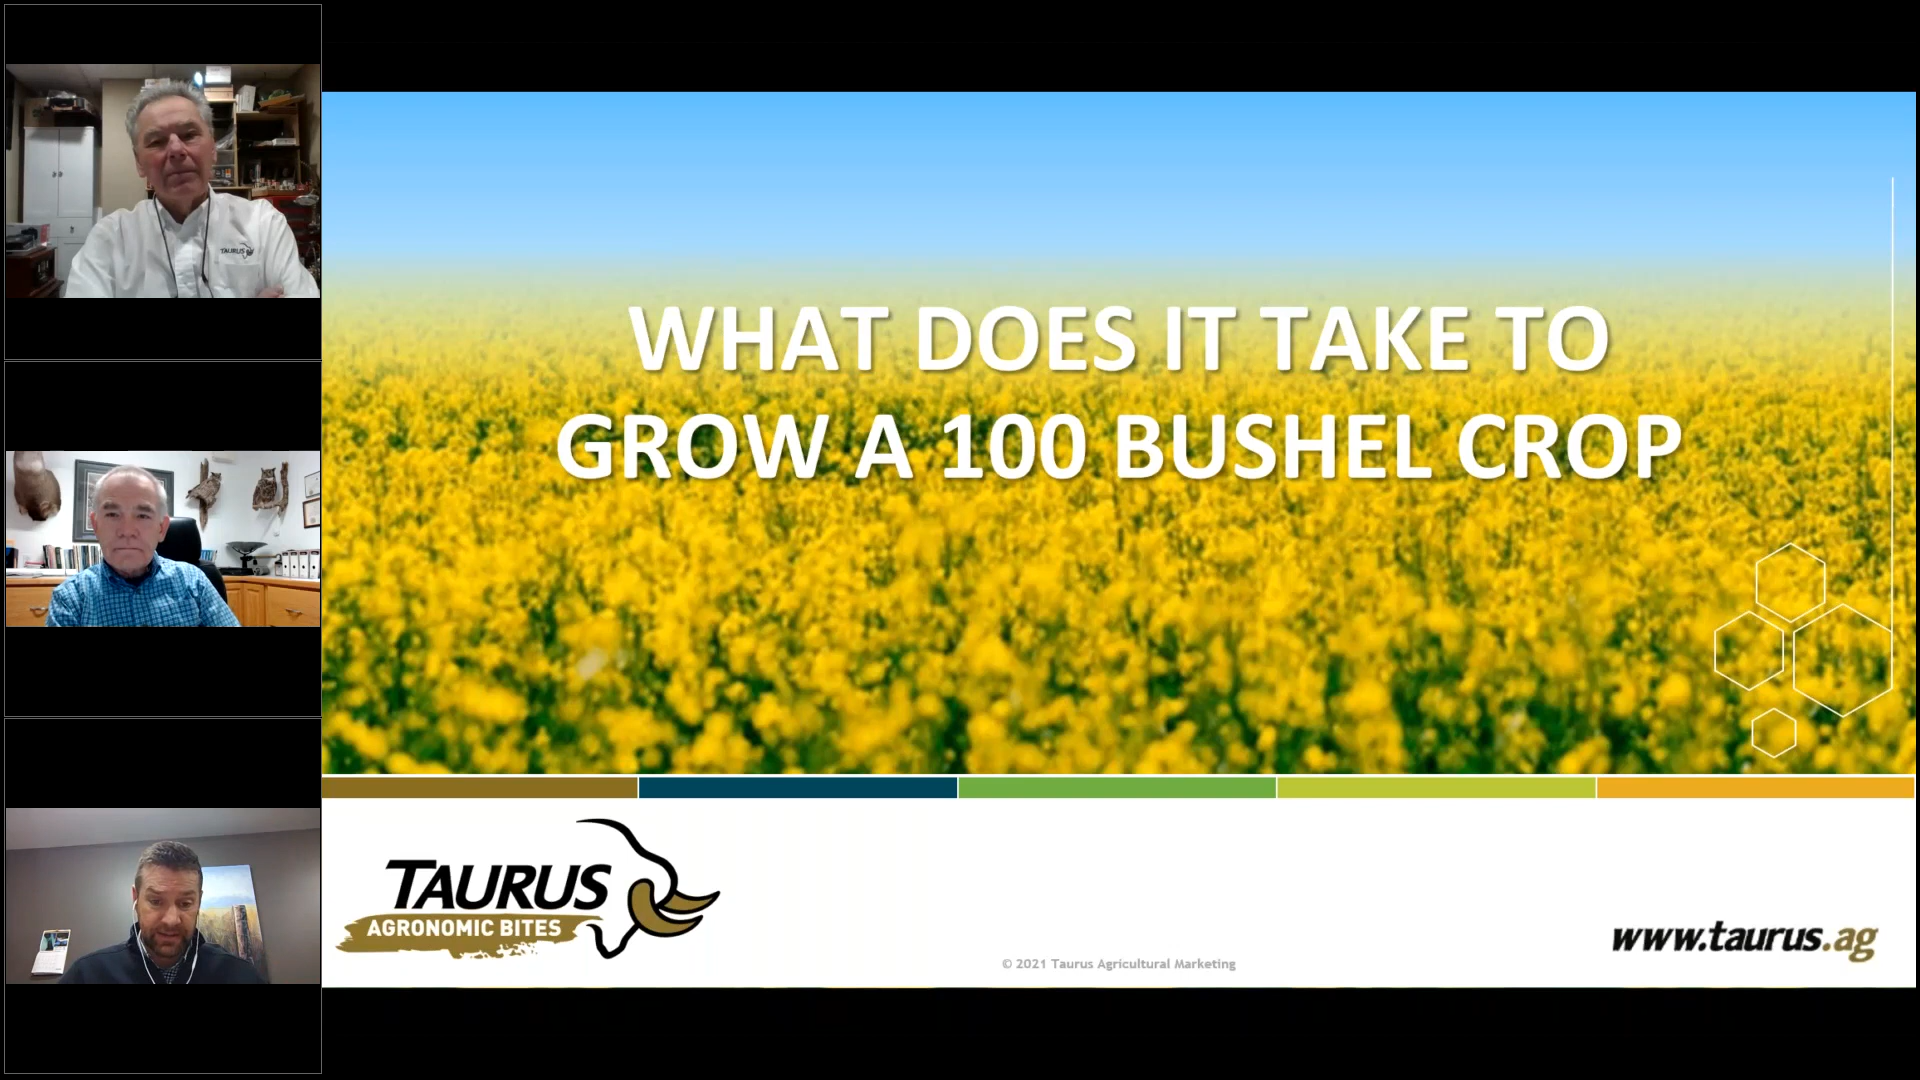 TAURUS
WHAT DOES IT TAKE TO
GROW A 100 BUSHEL CROP
TAURUS
AGRONOMIC BITES
© 2021 Taurus Agricultural Marketing
www.taurus.ag